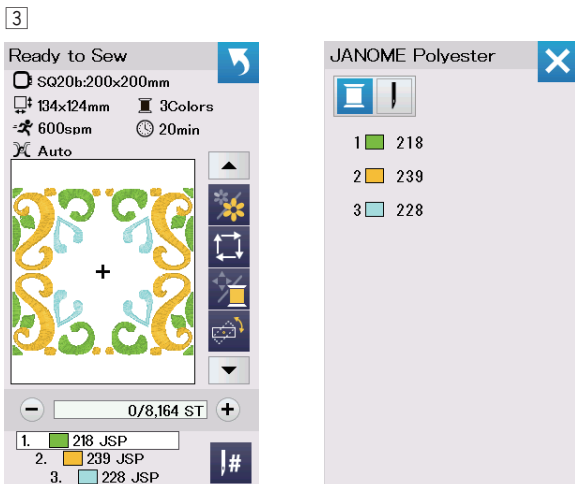 3
Ready to Sew
SQ20b:200x200mm
134x124mm 3Colors
600spm 20min
Auto
0/8,164 ST
1. 218 JSP
2. 239 JSP
3. 228 JSP
#
JANOME Polyester
1 218
2 239
3 228